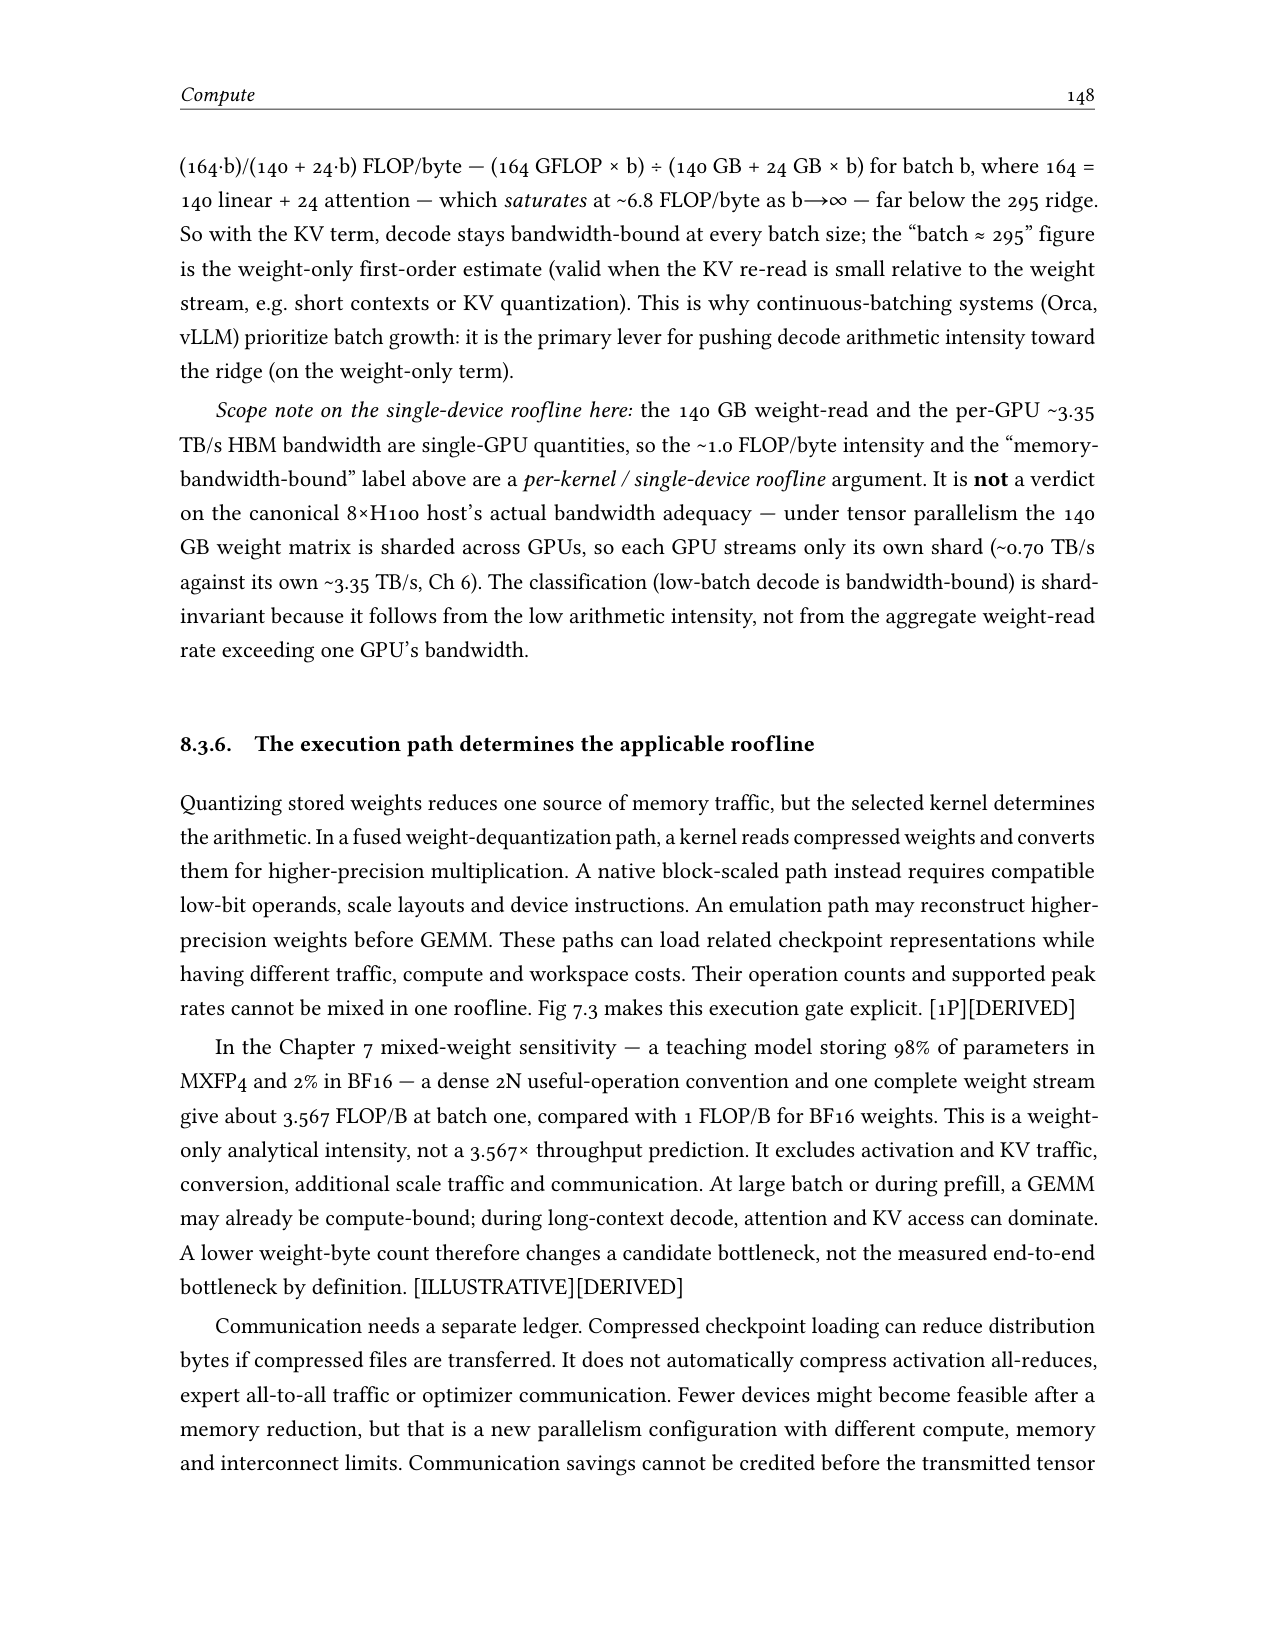 Compute 148
(164·b)/(140 + 24·b) FLOP/byte — (164 GFLOP × b) ÷ (140 GB + 24 GB × b) for batch b, where 164 =
140 linear + 24 attention — which saturates at ~6.8 FLOP/byte as b⟶∞ — far below the 295 ridge.
So with the KV term, decode stays bandwidth-bound at every batch size; the “batch ≈ 295” figure
is the weight-only first-order estimate (valid when the KV re-read is small relative to the weight
stream, e.g. short contexts or KV quantization). This is why continuous-batching systems (Orca,
vLLM) prioritize batch growth: it is the primary lever for pushing decode arithmetic intensity toward
the ridge (on the weight-only term).
Scope note on the single-device roofline here: the 140 GB weight-read and the per-GPU ~3.35
TB/s HBM bandwidth are single-GPU quantities, so the ~1.0 FLOP/byte intensity and the “memory-
bandwidth-bound” label above are a per-kernel / single-device roofline argument. It is not a verdict
on the canonical 8×H100 host’s actual bandwidth adequacy — under tensor parallelism the 140
GB weight matrix is sharded across GPUs, so each GPU streams only its own shard (~0.70 TB/s
against its own ~3.35 TB/s, Ch 6). The classification (low-batch decode is bandwidth-bound) is shard-
invariant because it follows from the low arithmetic intensity, not from the aggregate weight-read
rate exceeding one GPU’s bandwidth.
8.3.6. The execution path determines the applicable roofline
Quantizing stored weights reduces one source of memory traffic, but the selected kernel determines
the arithmetic. In a fused weight-dequantization path, a kernel reads compressed weights and converts
them for higher-precision multiplication. A native block-scaled path instead requires compatible
low-bit operands, scale layouts and device instructions. An emulation path may reconstruct higher-
precision weights before GEMM. These paths can load related checkpoint representations while
having different traffic, compute and workspace costs. Their operation counts and supported peak
rates cannot be mixed in one roofline. Fig 7.3 makes this execution gate explicit. [1P][DERIVED]
In the Chapter 7 mixed-weight sensitivity — a teaching model storing 98% of parameters in
MXFP4 and 2% in BF16 — a dense 2N useful-operation convention and one complete weight stream
give about 3.567 FLOP/B at batch one, compared with 1 FLOP/B for BF16 weights. This is a weight-
only analytical intensity, not a 3.567× throughput prediction. It excludes activation and KV traffic,
conversion, additional scale traffic and communication. At large batch or during prefill, a GEMM
may already be compute-bound; during long-context decode, attention and KV access can dominate.
A lower weight-byte count therefore changes a candidate bottleneck, not the measured end-to-end
bottleneck by definition. [ILLUSTRATIVE][DERIVED]
Communication needs a separate ledger. Compressed checkpoint loading can reduce distribution
bytes if compressed files are transferred. It does not automatically compress activation all-reduces,
expert all-to-all traffic or optimizer communication. Fewer devices might become feasible after a
memory reduction, but that is a new parallelism configuration with different compute, memory
and interconnect limits. Communication savings cannot be credited before the transmitted tensor